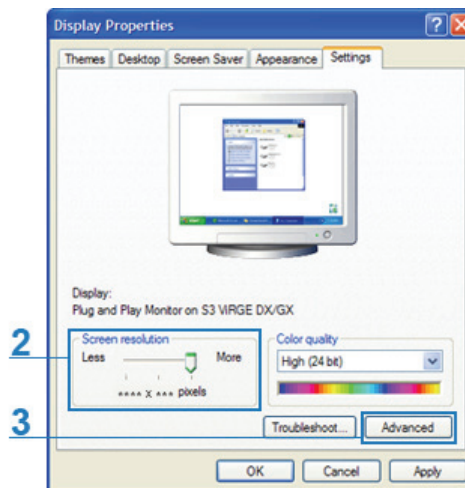 Display Properties
Themes Desktop Screen Saver Appearance Settings
Display:
Plug and Play Monitor on S3 VIRGE DX/GX
2
Screen resolution
Less More
**** X *** pixels
Color quality
High (24 bit)
3
Troubleshoot... Advanced
OK Cancel Apply